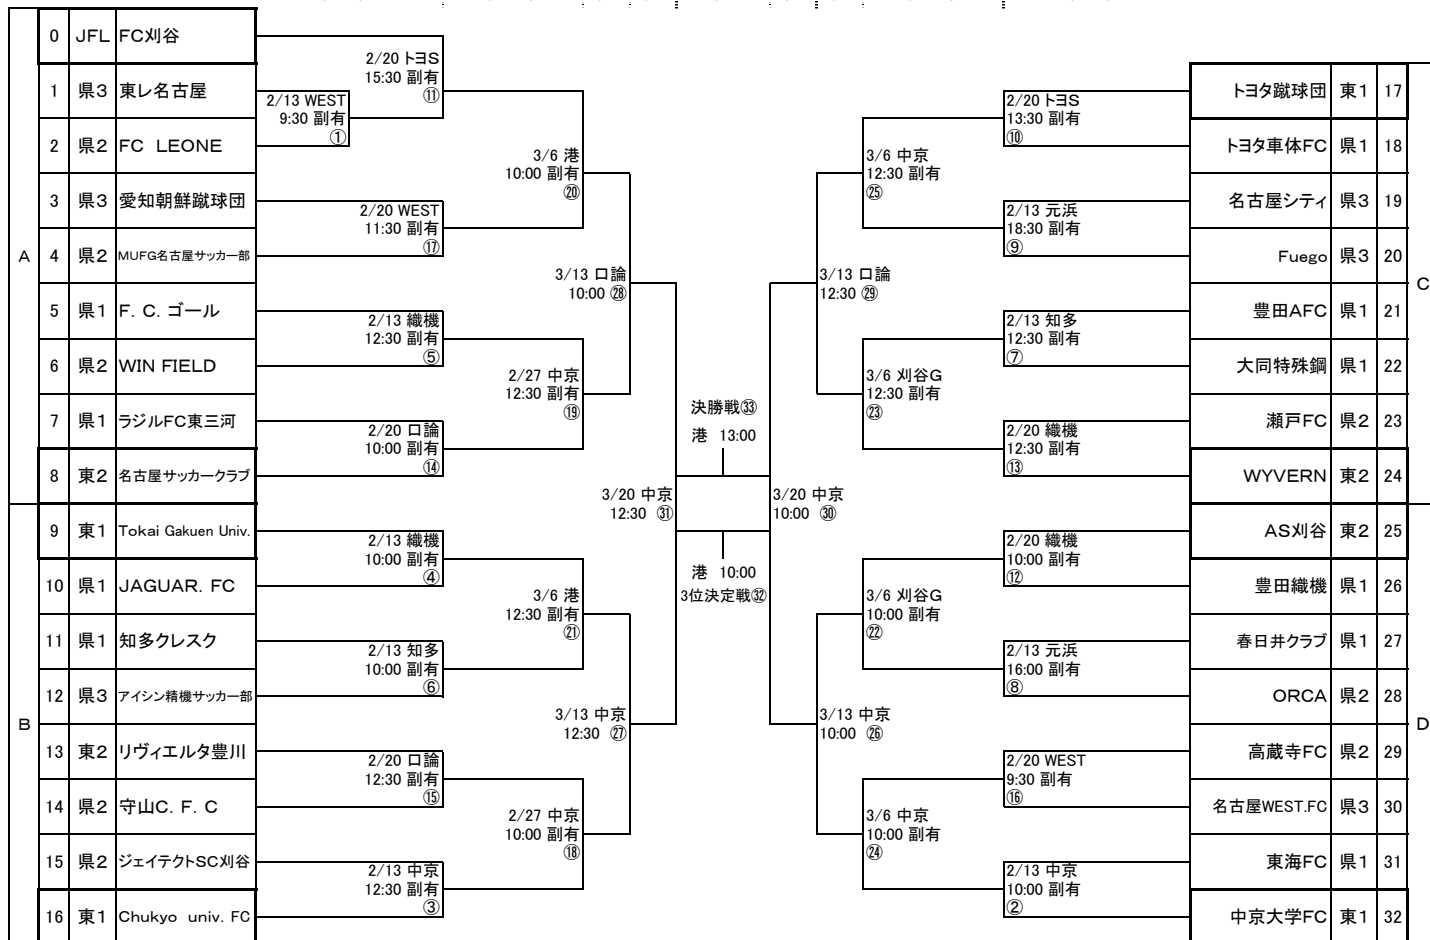 A
0 JFL FC刈谷
1 県3 東レ名古屋
2 県2 FC LEONE
3 県3 愛知朝鮮蹴球団
4 県2 MUFG名古屋サッカー部
5 県1 F. C. ゴール
6 県2 WIN FIELD
7 県1 ラジルFC東三河
8 東2 名古屋サッカークラブ
B
9 東1 Tokai Gakuen Univ.
10 県1 JAGUAR. FC
11 県1 知多クレスク
12 県3 アイシン精機サッカー部
13 東2 リヴィエルタ豊川
14 県2 守山C. F. C
15 県2 ジェイテクトSC刈谷
16 東1 Chukyo univ. FC
2/13 WEST
9:30 副有
①
2/20 トヨS
15:30 副有
⑪
2/20 WEST
11:30 副有
⑰
2/13 織機
12:30 副有
⑤
2/20 口論
10:00 副有
⑭
2/13 織機
10:00 副有
④
2/13 知多
10:00 副有
⑥
2/20 口論
12:30 副有
⑮
2/13 中京
12:30 副有
③
3/6 港
10:00 副有
⑳
2/27 中京
12:30 副有
⑲
3/6 港
12:30 副有
㉑
2/27 中京
10:00 副有
⑱
3/13 口論
10:00 ㉘
3/13 中京
12:30 ㉗
3/20 中京
12:30 ㉛
決勝戦㉝
港 13:00
港 10:00
3位決定戦㉜
3/20 中京
10:00 ㉚
3/13 口論
12:30 ㉙
3/13 中京
10:00 ㉖
3/6 中京
12:30 副有
㉕
3/6 刈谷G
12:30 副有
㉓
3/6 刈谷G
10:00 副有
㉒
3/6 中京
10:00 副有
㉔
2/20 トヨS
13:30 副有
⑩
2/13 元浜
18:30 副有
⑨
2/13 知多
12:30 副有
⑦
2/20 織機
12:30 副有
⑬
2/20 織機
10:00 副有
⑫
2/13 元浜
16:00 副有
⑧
2/20 WEST
9:30 副有
⑯
2/13 中京
10:00 副有
②
C
トヨタ蹴球団 東1 17
トヨタ車体FC 県1 18
名古屋シティ 県3 19
Fuego 県3 20
豊田AFC 県1 21
大同特殊鋼 県1 22
瀬戸FC 県2 23
WYVERN 東2 24
D
AS刈谷 東2 25
豊田織機 県1 26
春日井クラブ 県1 27
ORCA 県2 28
高蔵寺FC 県2 29
名古屋WEST.FC 県3 30
東海FC 県1 31
中京大学FC 東1 32